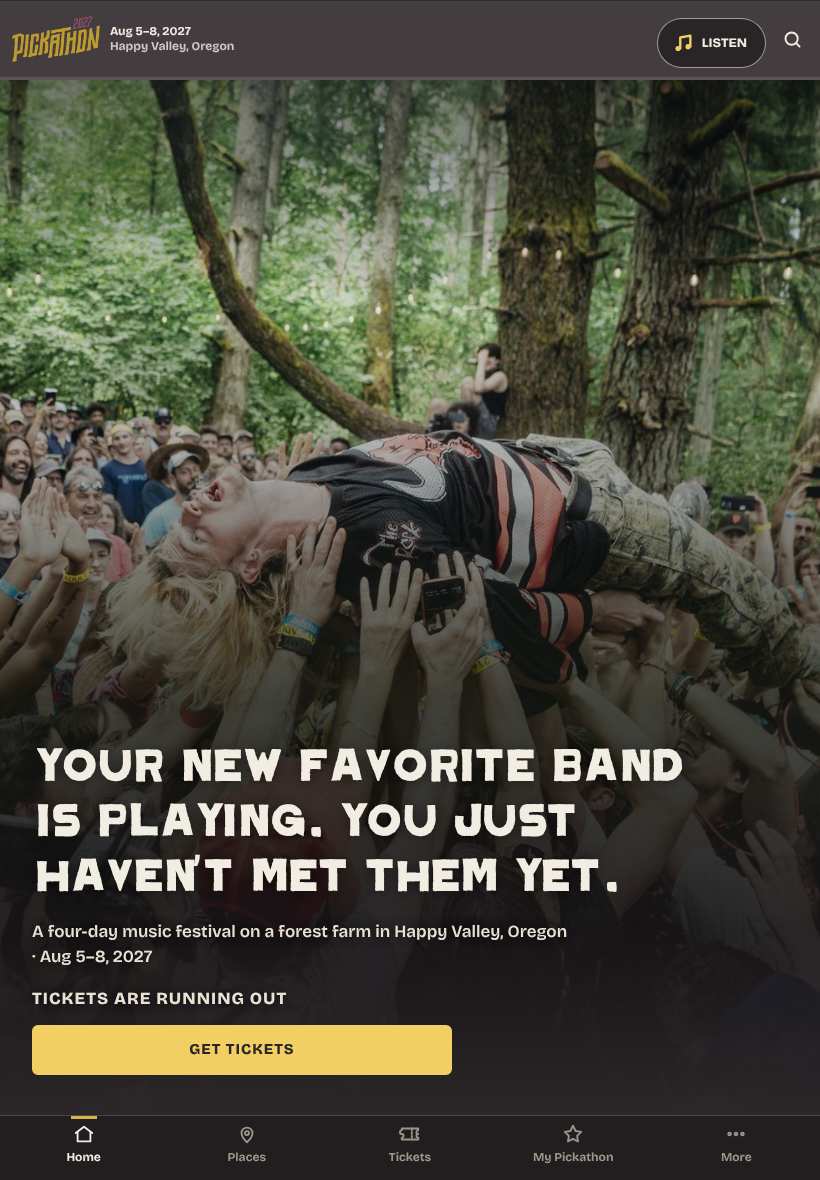 PICKATHON 2027
Aug 5–8, 2027
Happy Valley, Oregon
LISTEN
The Rock
YOUR NEW FAVORITE BAND
IS PLAYING. YOU JUST
HAVEN'T MET THEM YET.
A four-day music festival on a forest farm in Happy Valley, Oregon
· Aug 5–8, 2027
TICKETS ARE RUNNING OUT
GET TICKETS
Home
Places
Tickets
My Pickathon
More